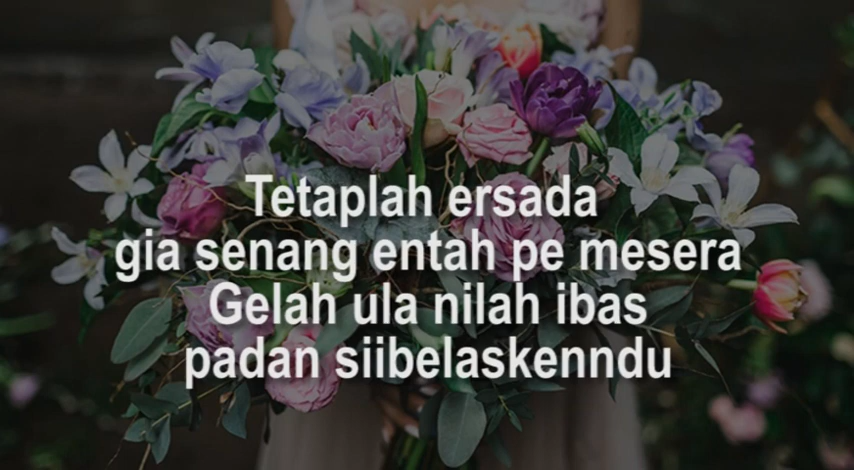 Tetaplah ersada
gia senang entah pe mesera
Gelah ula nilah ibas
padan siibelaskenndu